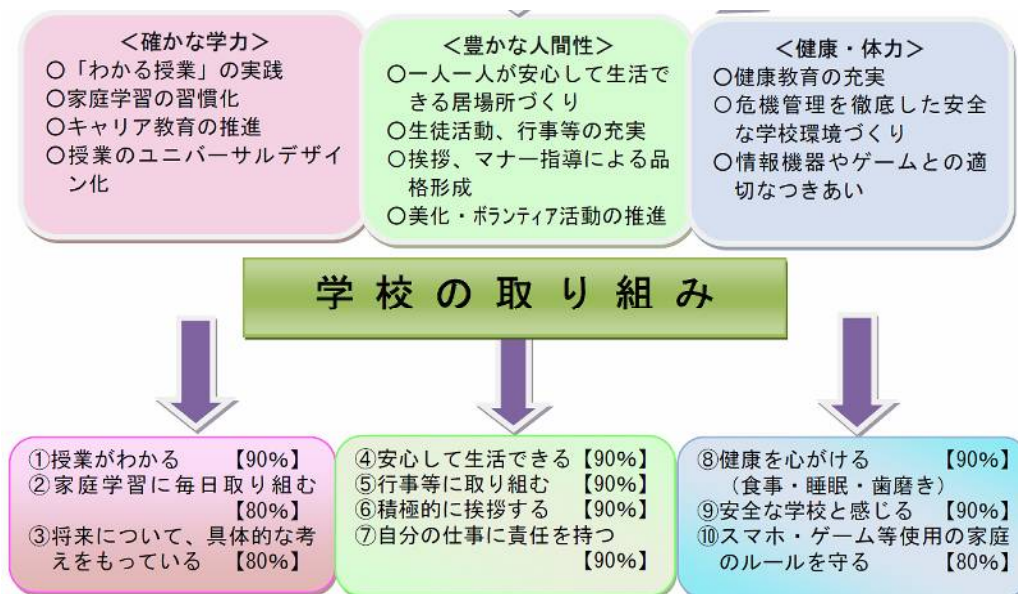 ＜確かな学力＞
○「わかる授業」の実践
○家庭学習の習慣化
○キャリア教育の推進
○授業のユニバーサルデザイ
ン化
＜豊かな人間性＞
○一人一人が安心して生活で
きる居場所づくり
○生徒活動、行事等の充実
○挨拶、マナー指導による品
格形成
○美化・ボランティア活動の推進
＜健康・体力＞
○健康教育の充実
○危機管理を徹底した安全
な学校環境づくり
○情報機器やゲームとの適
切なつきあい
学校の取り組み
①授業がわかる 【90%】
②家庭学習に毎日取り組む
【80%】
③将来について、具体的な考
えをもっている 【80%】
④安心して生活できる【90%】
⑤行事等に取り組む 【90%】
⑥積極的に挨拶する 【90%】
⑦自分の仕事に責任を持つ
【90%】
⑧健康を心がける 【90%】
（食事・睡眠・歯磨き）
⑨安全な学校と感じる 【90%】
⑩スマホ・ゲーム等使用の家庭
のルールを守る 【80%】